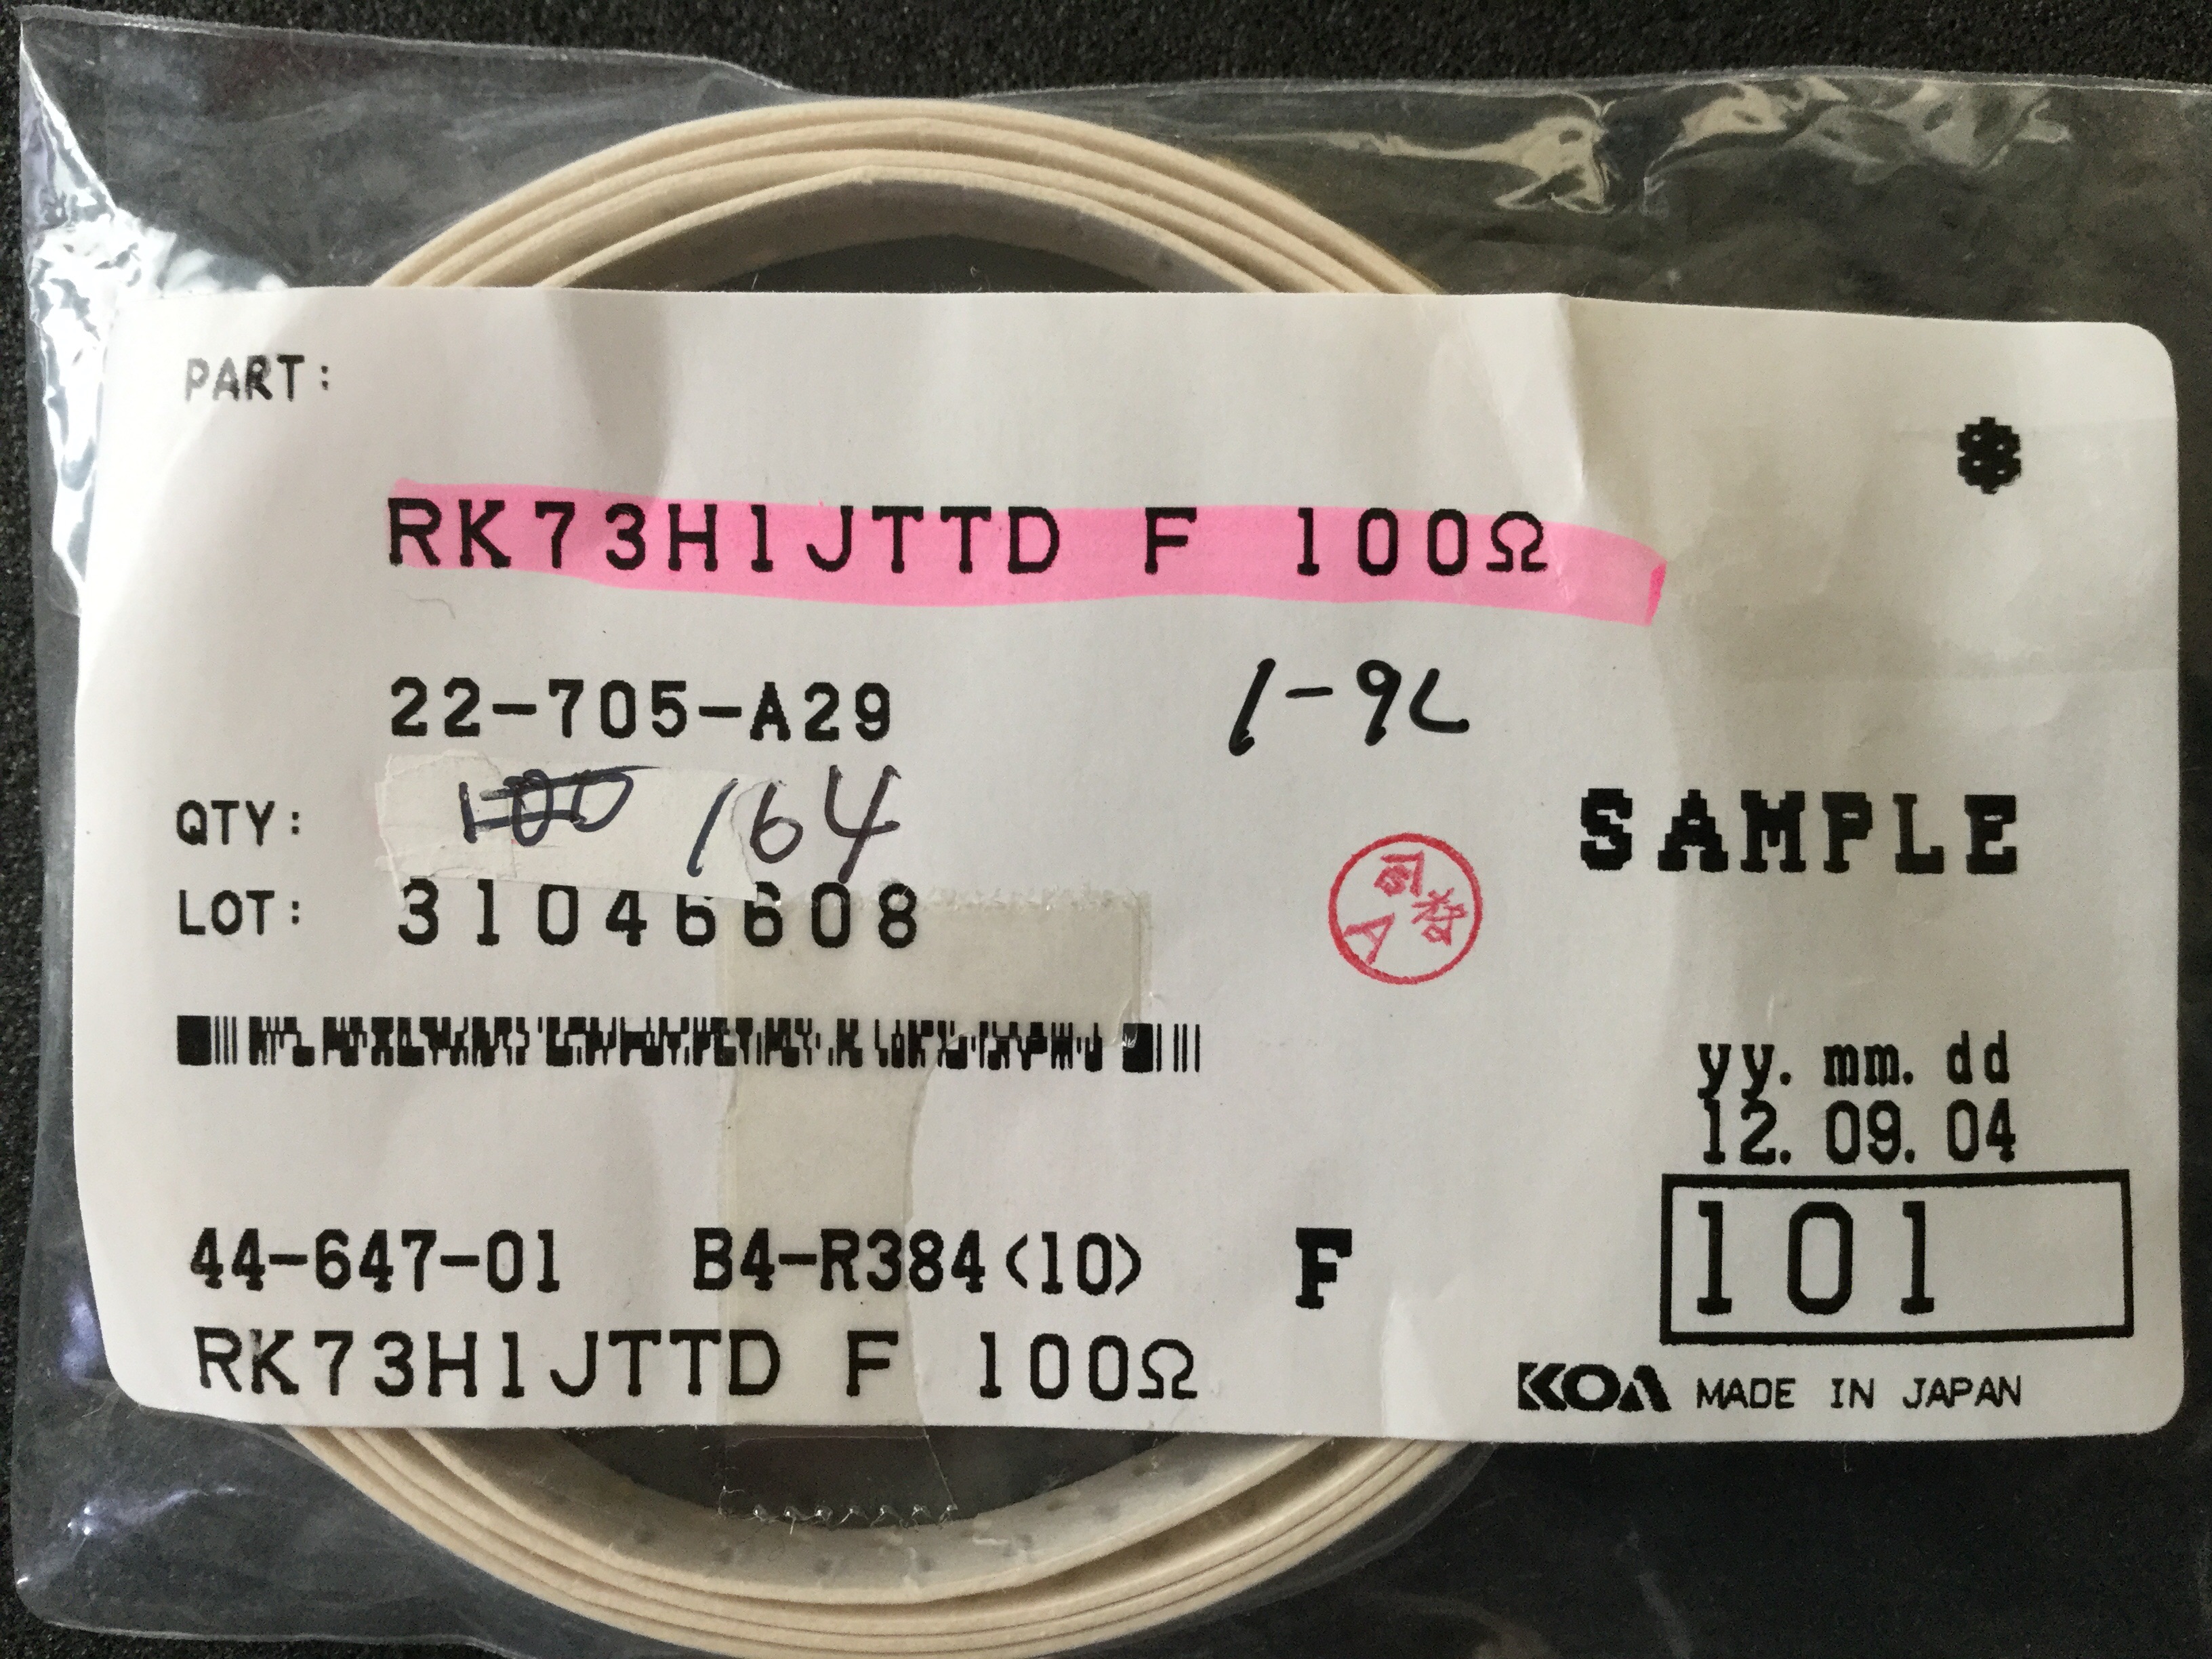 PART:
RK73H1JTTD F 100Ω
22-705-A29 1-9L
QTY: 100 164
SAMPLE
LOT: 31046608
yy. mm. dd
12. 09. 04
44-647-01 B4-R384<10> F
101
RK73H1JTTD F 100Ω
KOA MADE IN JAPAN